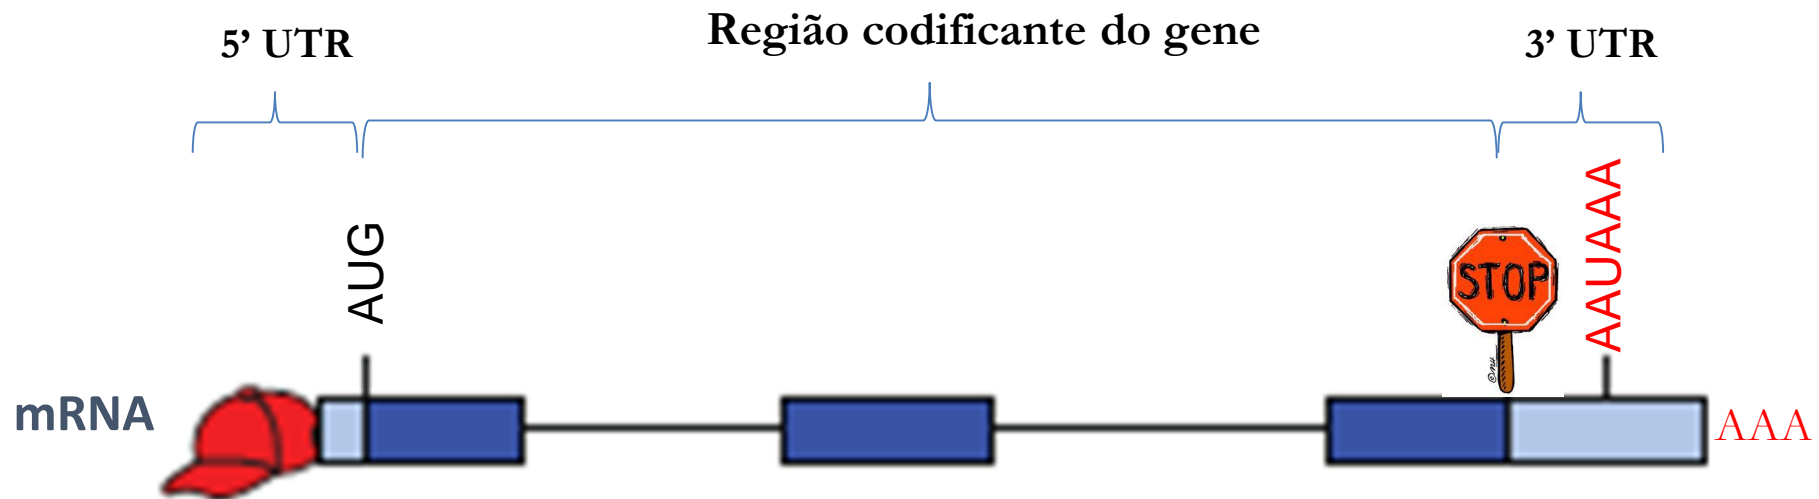 5’ UTR
Região codificante do gene
3’ UTR
AUG
STOP
AAUAAA
mRNA
AAA